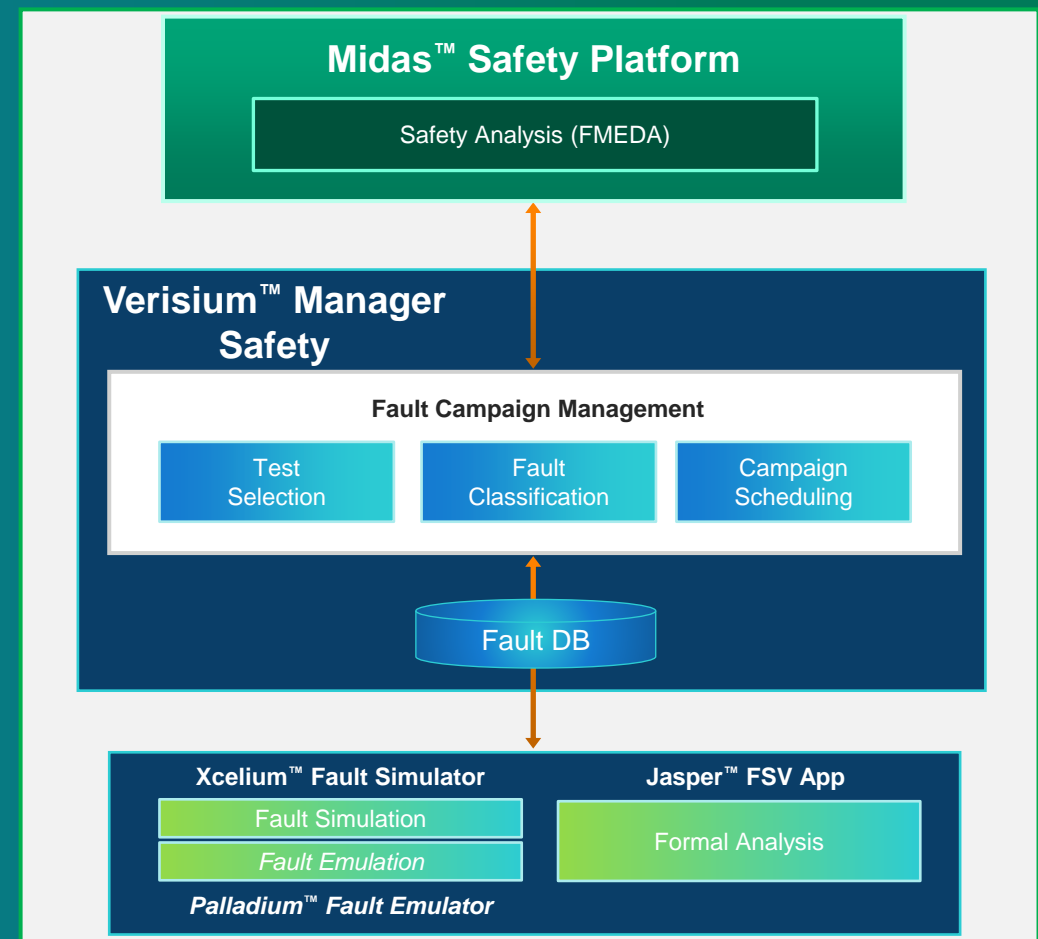 Midas™ Safety Platform
Safety Analysis (FMEDA)
Verisium™ Manager
Safety
Fault Campaign Management
Test
Selection
Fault
Classification
Campaign
Scheduling
Fault DB
Xcelium™ Fault Simulator
Fault Simulation
Fault Emulation
Palladium™ Fault Emulator
Jasper™ FSV App
Formal Analysis